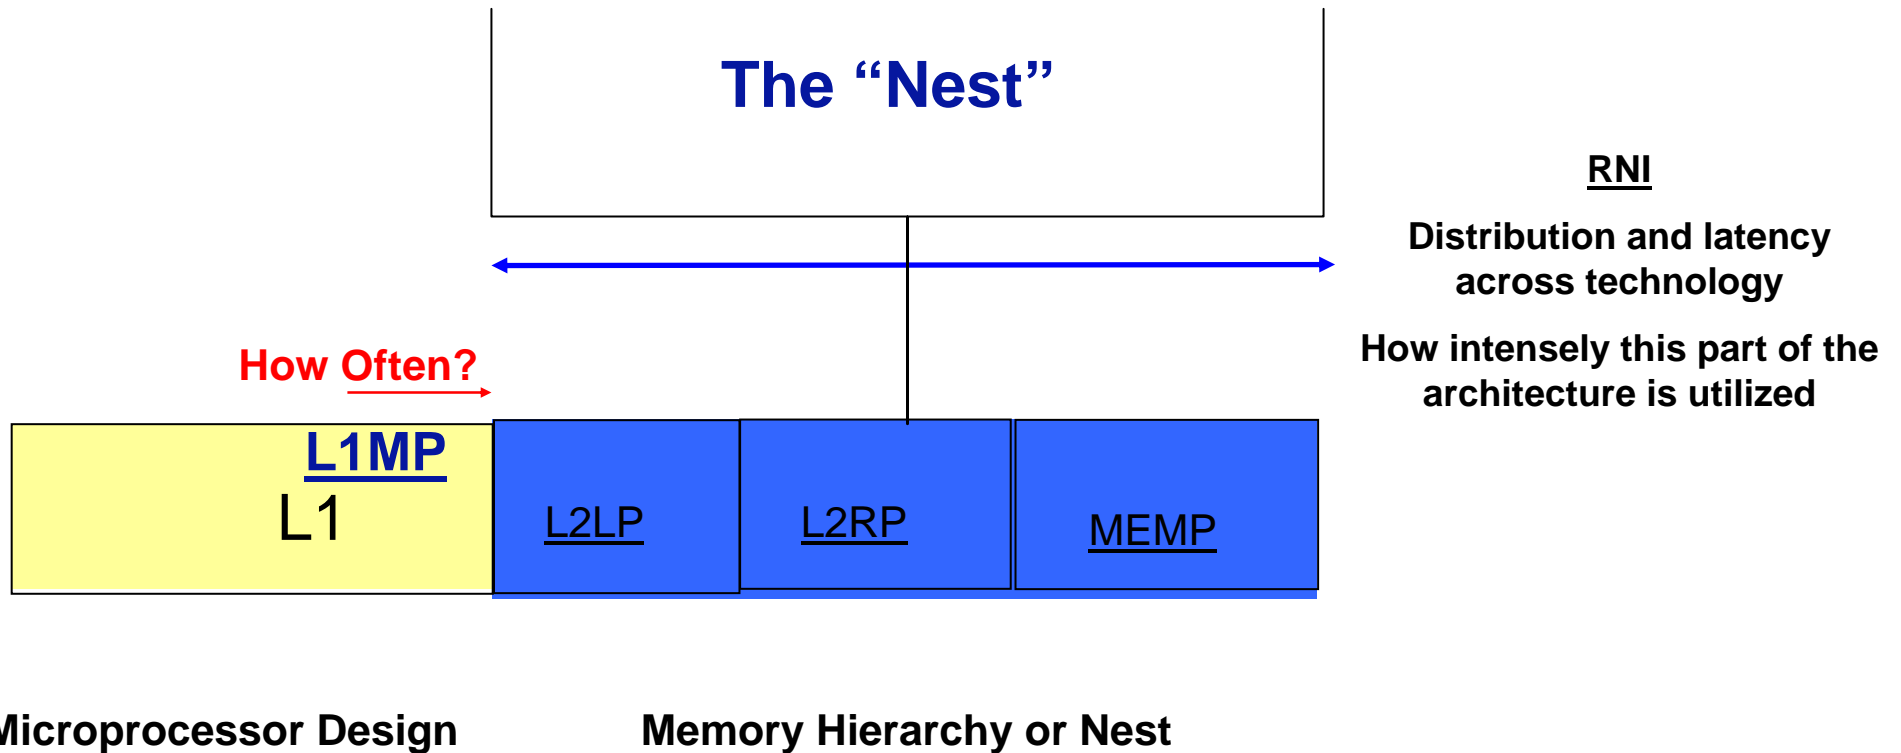 The “Nest”
RNI
Distribution and latency
across technology
How intensely this part of the
architecture is utilized
How Often?
L1MP
L1
L2LP
L2RP
MEMP
Microprocessor Design
Memory Hierarchy or Nest